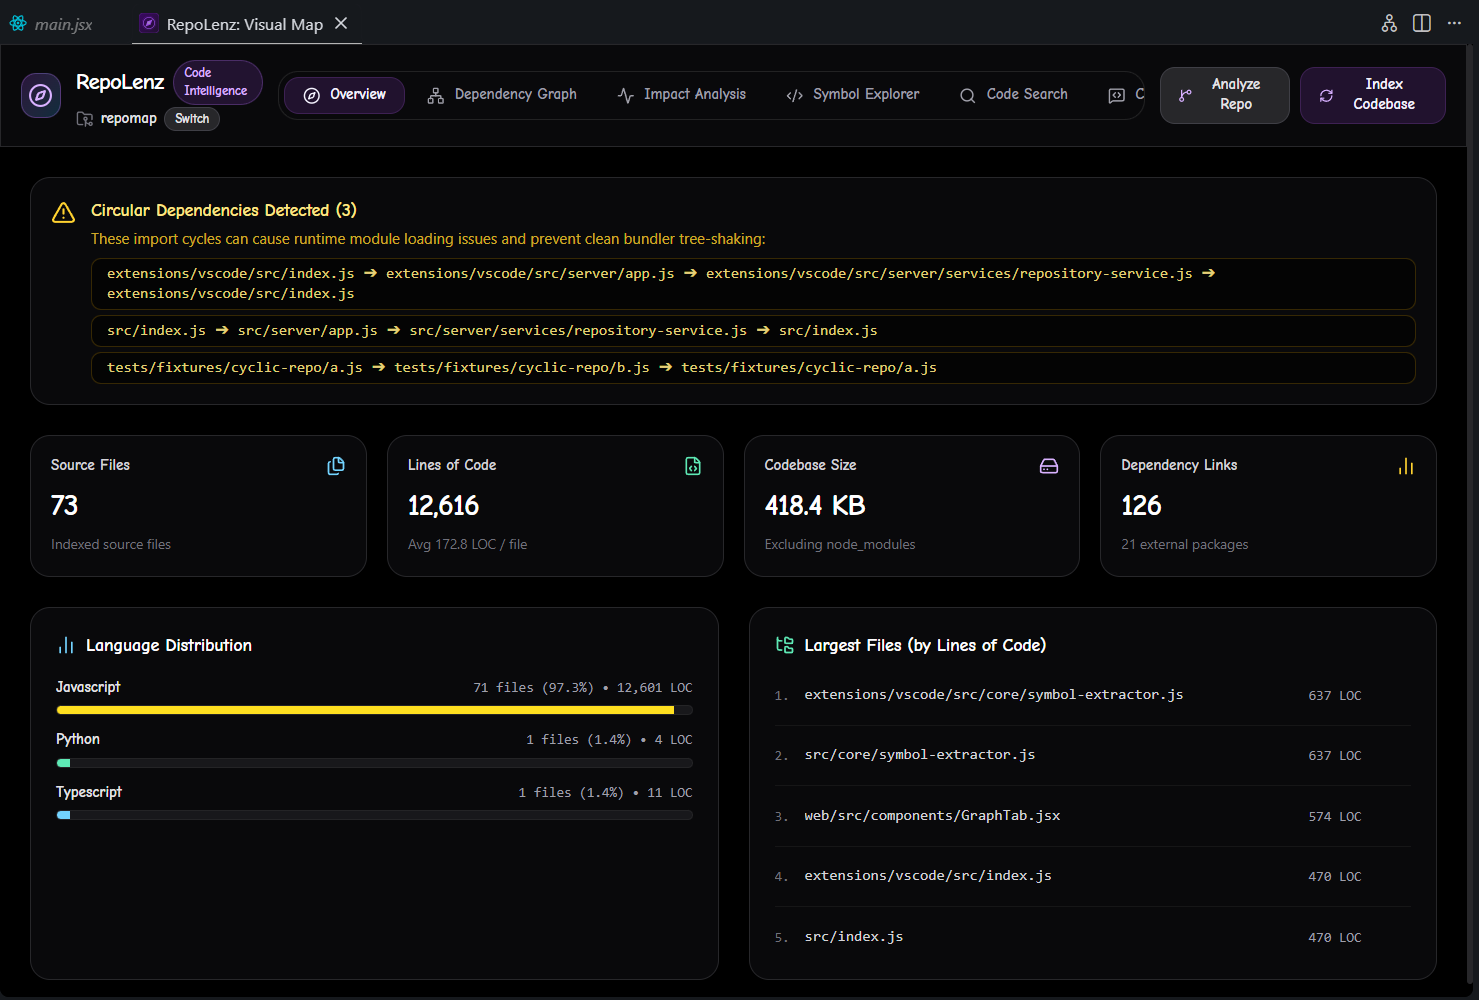 main.jsx
RepoLenz: Visual Map
RepoLenz
Code
Intelligence
repomap
Switch
Overview
Dependency Graph
Impact Analysis
Symbol Explorer
Code Search
C
Analyze
Repo
Index
Codebase
Circular Dependencies Detected (3)
These import cycles can cause runtime module loading issues and prevent clean bundler tree-shaking:
extensions/vscode/src/index.js ➔ extensions/vscode/src/server/app.js ➔ extensions/vscode/src/server/services/repository-service.js ➔
extensions/vscode/src/index.js
src/index.js ➔ src/server/app.js ➔ src/server/services/repository-service.js ➔ src/index.js
tests/fixtures/cyclic-repo/a.js ➔ tests/fixtures/cyclic-repo/b.js ➔ tests/fixtures/cyclic-repo/a.js
Source Files
73
Indexed source files
Lines of Code
12,616
Avg 172.8 LOC / file
Codebase Size
418.4 KB
Excluding node_modules
Dependency Links
126
21 external packages
Language Distribution
Javascript
71 files (97.3%) • 12,601 LOC
Python
1 files (1.4%) • 4 LOC
Typescript
1 files (1.4%) • 11 LOC
Largest Files (by Lines of Code)
1. extensions/vscode/src/core/symbol-extractor.js 637 LOC
2. src/core/symbol-extractor.js 637 LOC
3. web/src/components/GraphTab.jsx 574 LOC
4. extensions/vscode/src/index.js 470 LOC
5. src/index.js 470 LOC